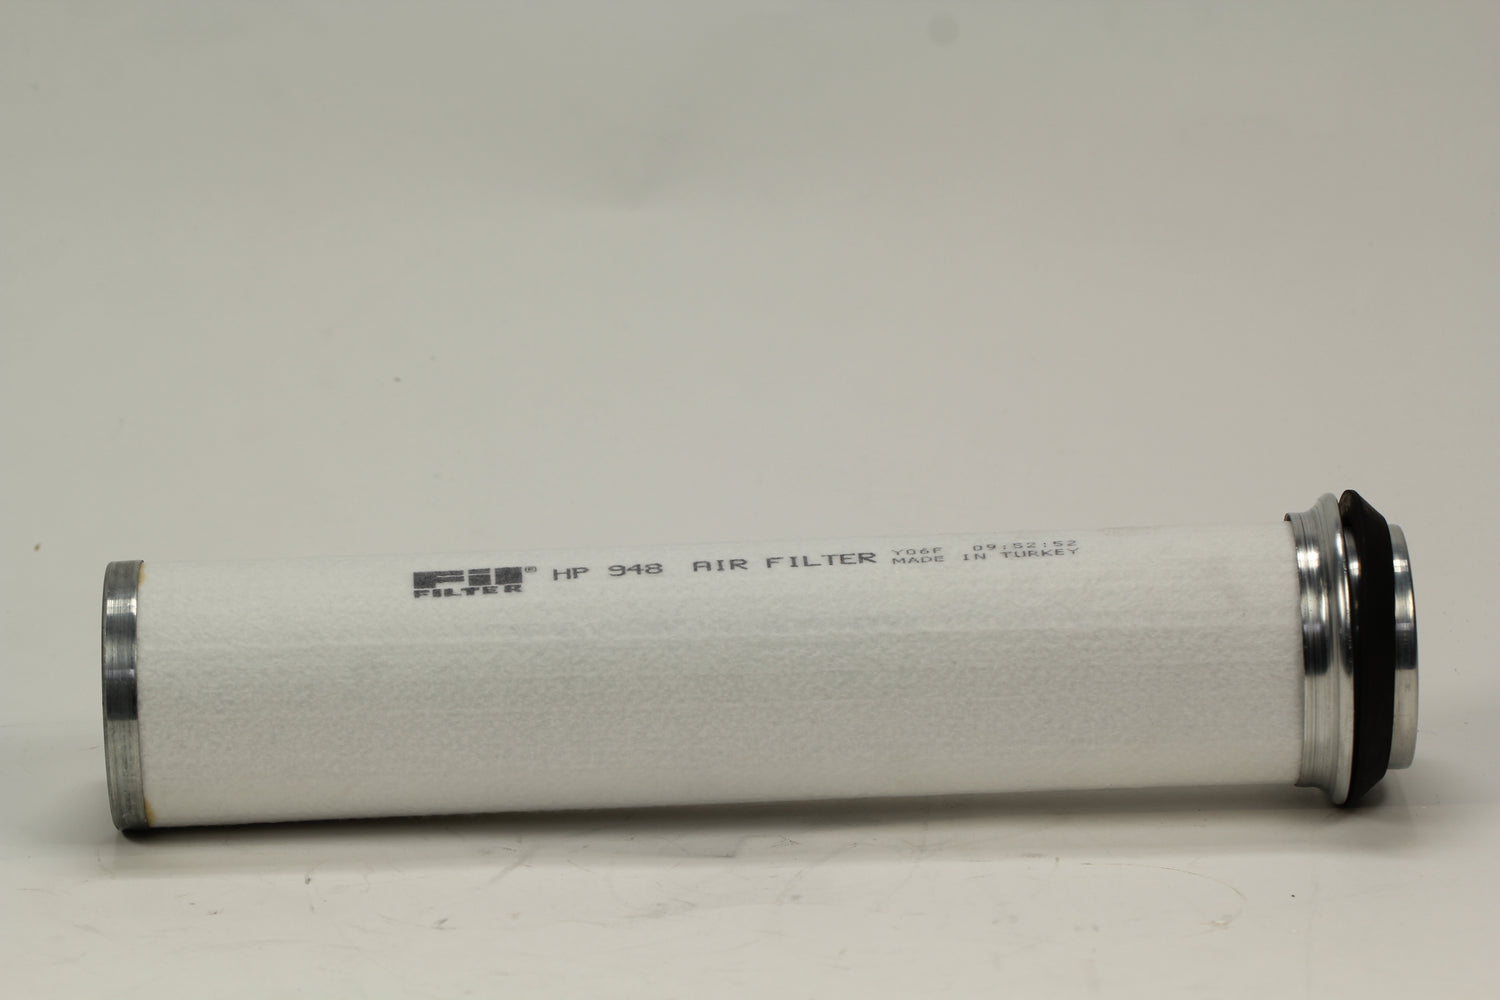 Fil® HP 948 AIR FILTER Y06F 09:52:52
FILTER MADE IN TURKEY